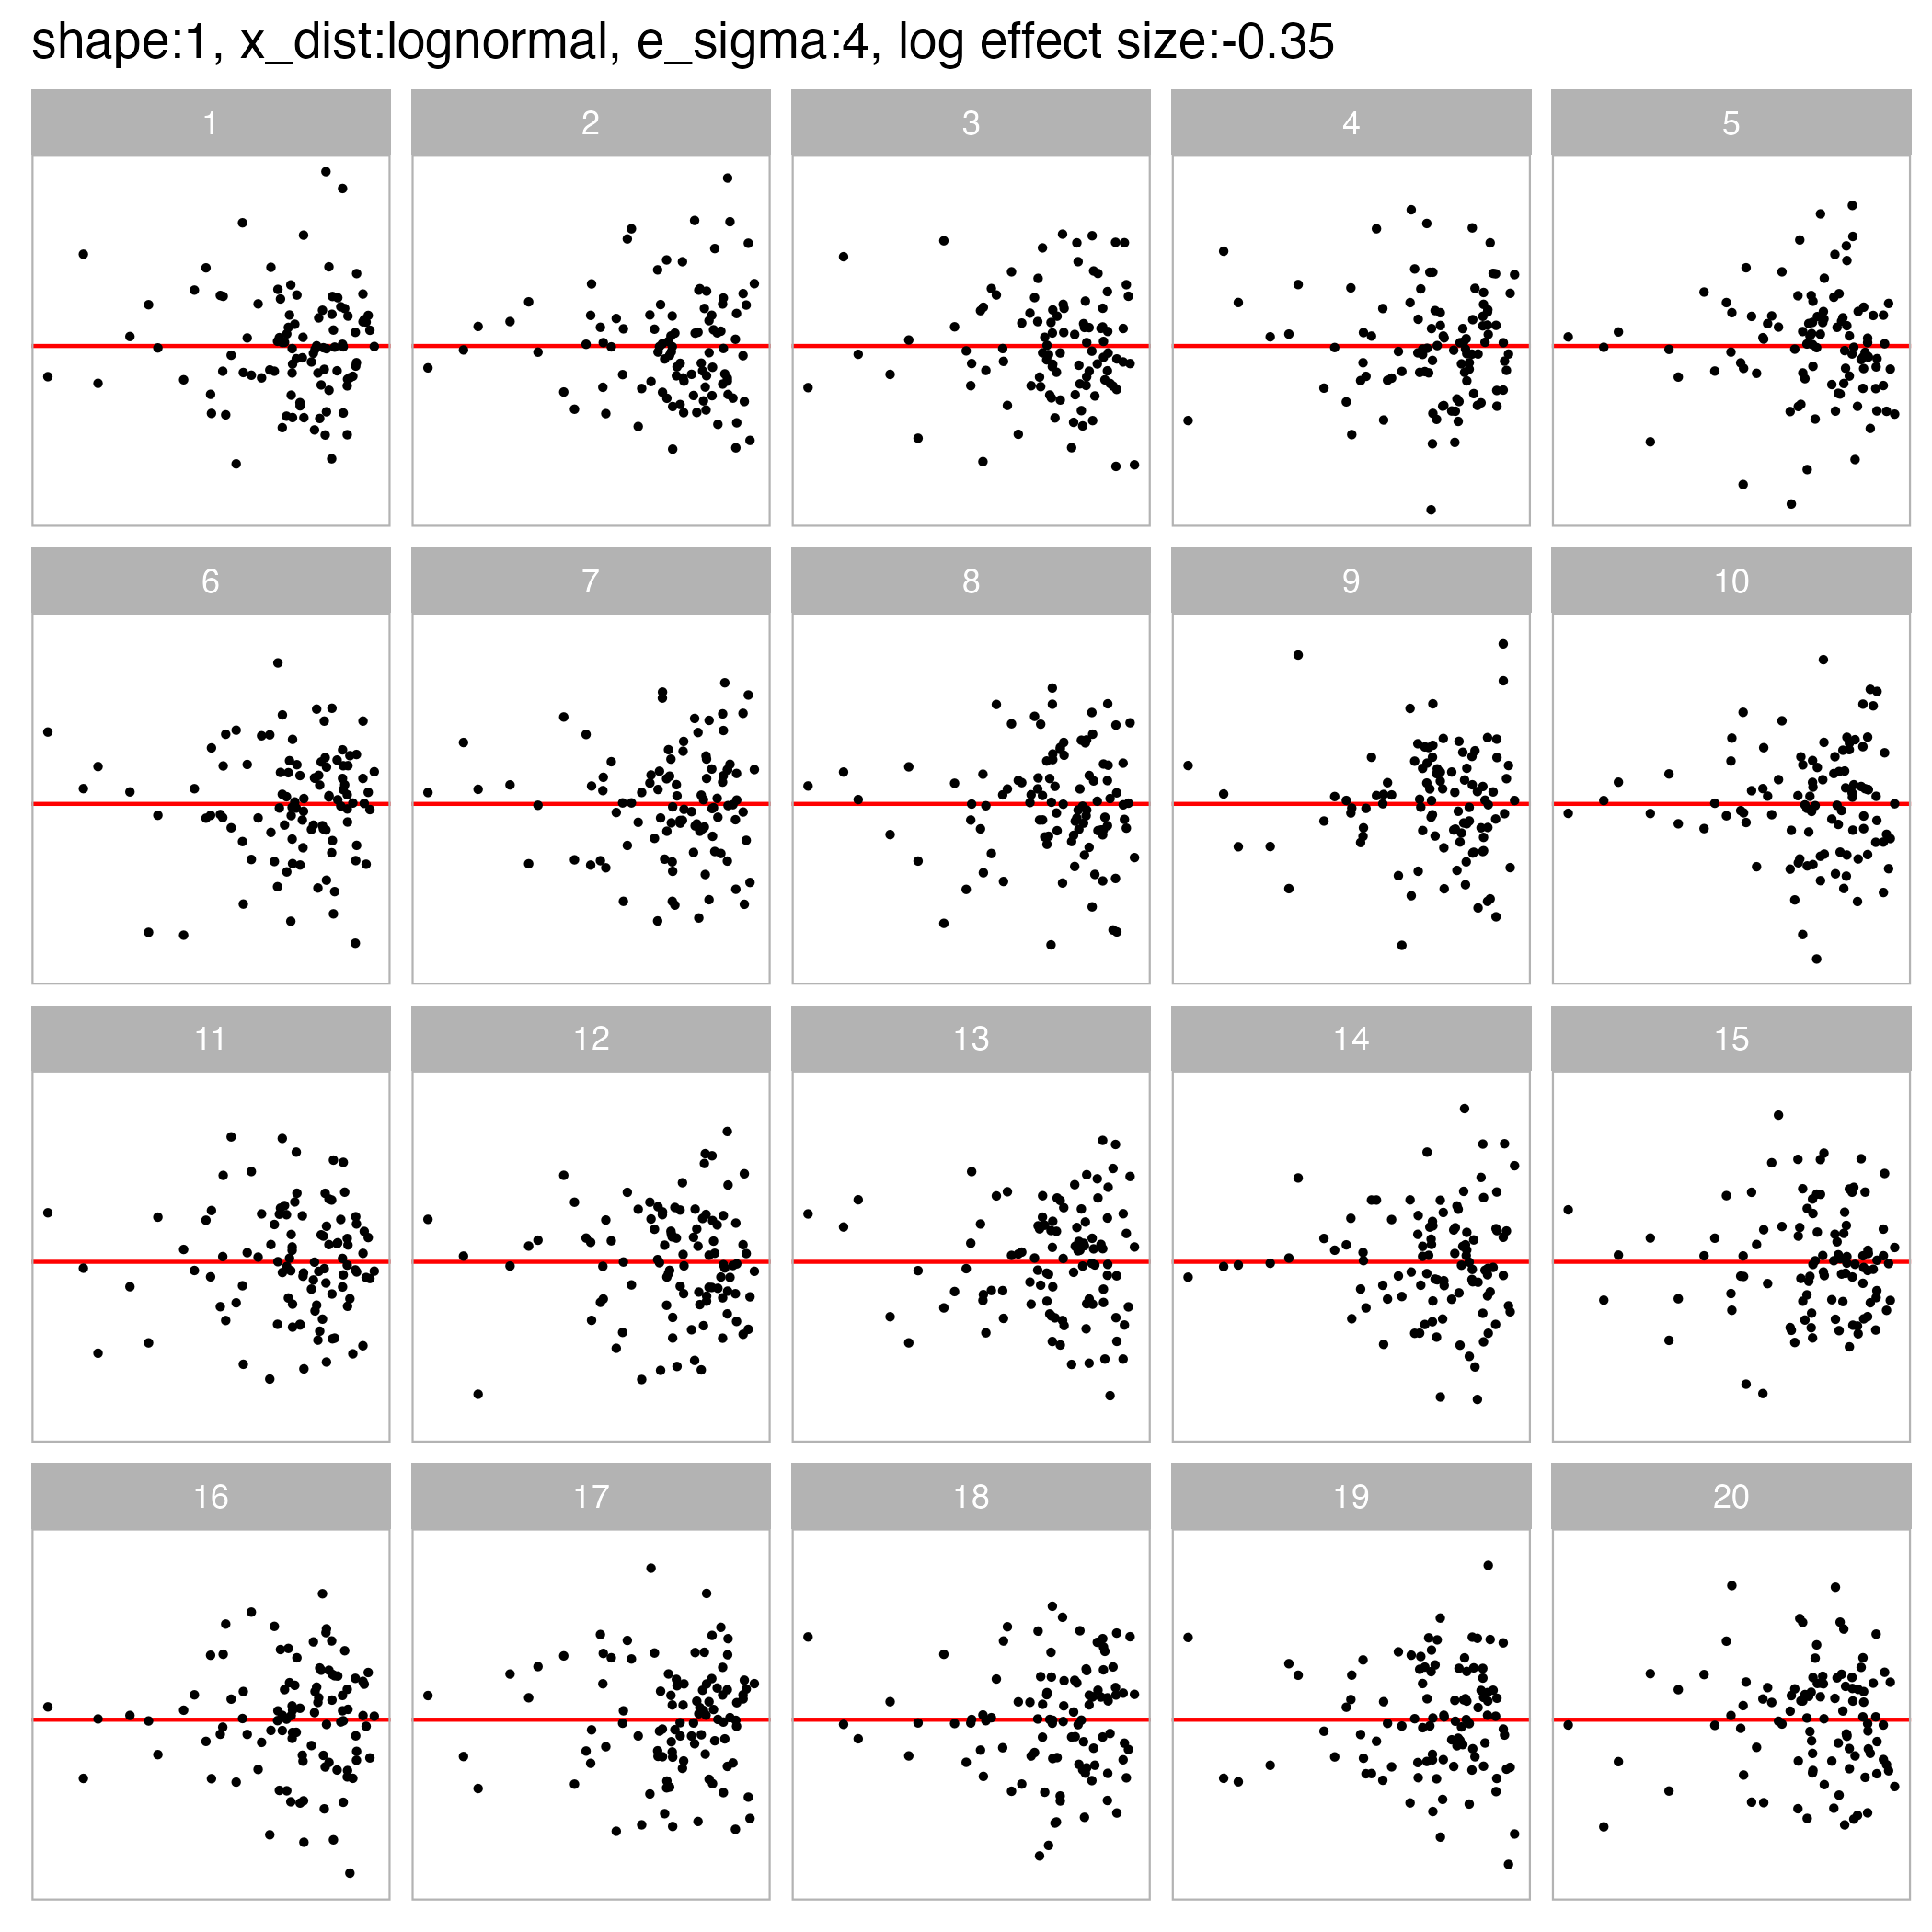 shape:1, x_dist:lognormal, e_sigma:4, log effect size:-0.35
1 2 3 4 5
6 7 8 9 10
11 12 13 14 15
16 17 18 19 20